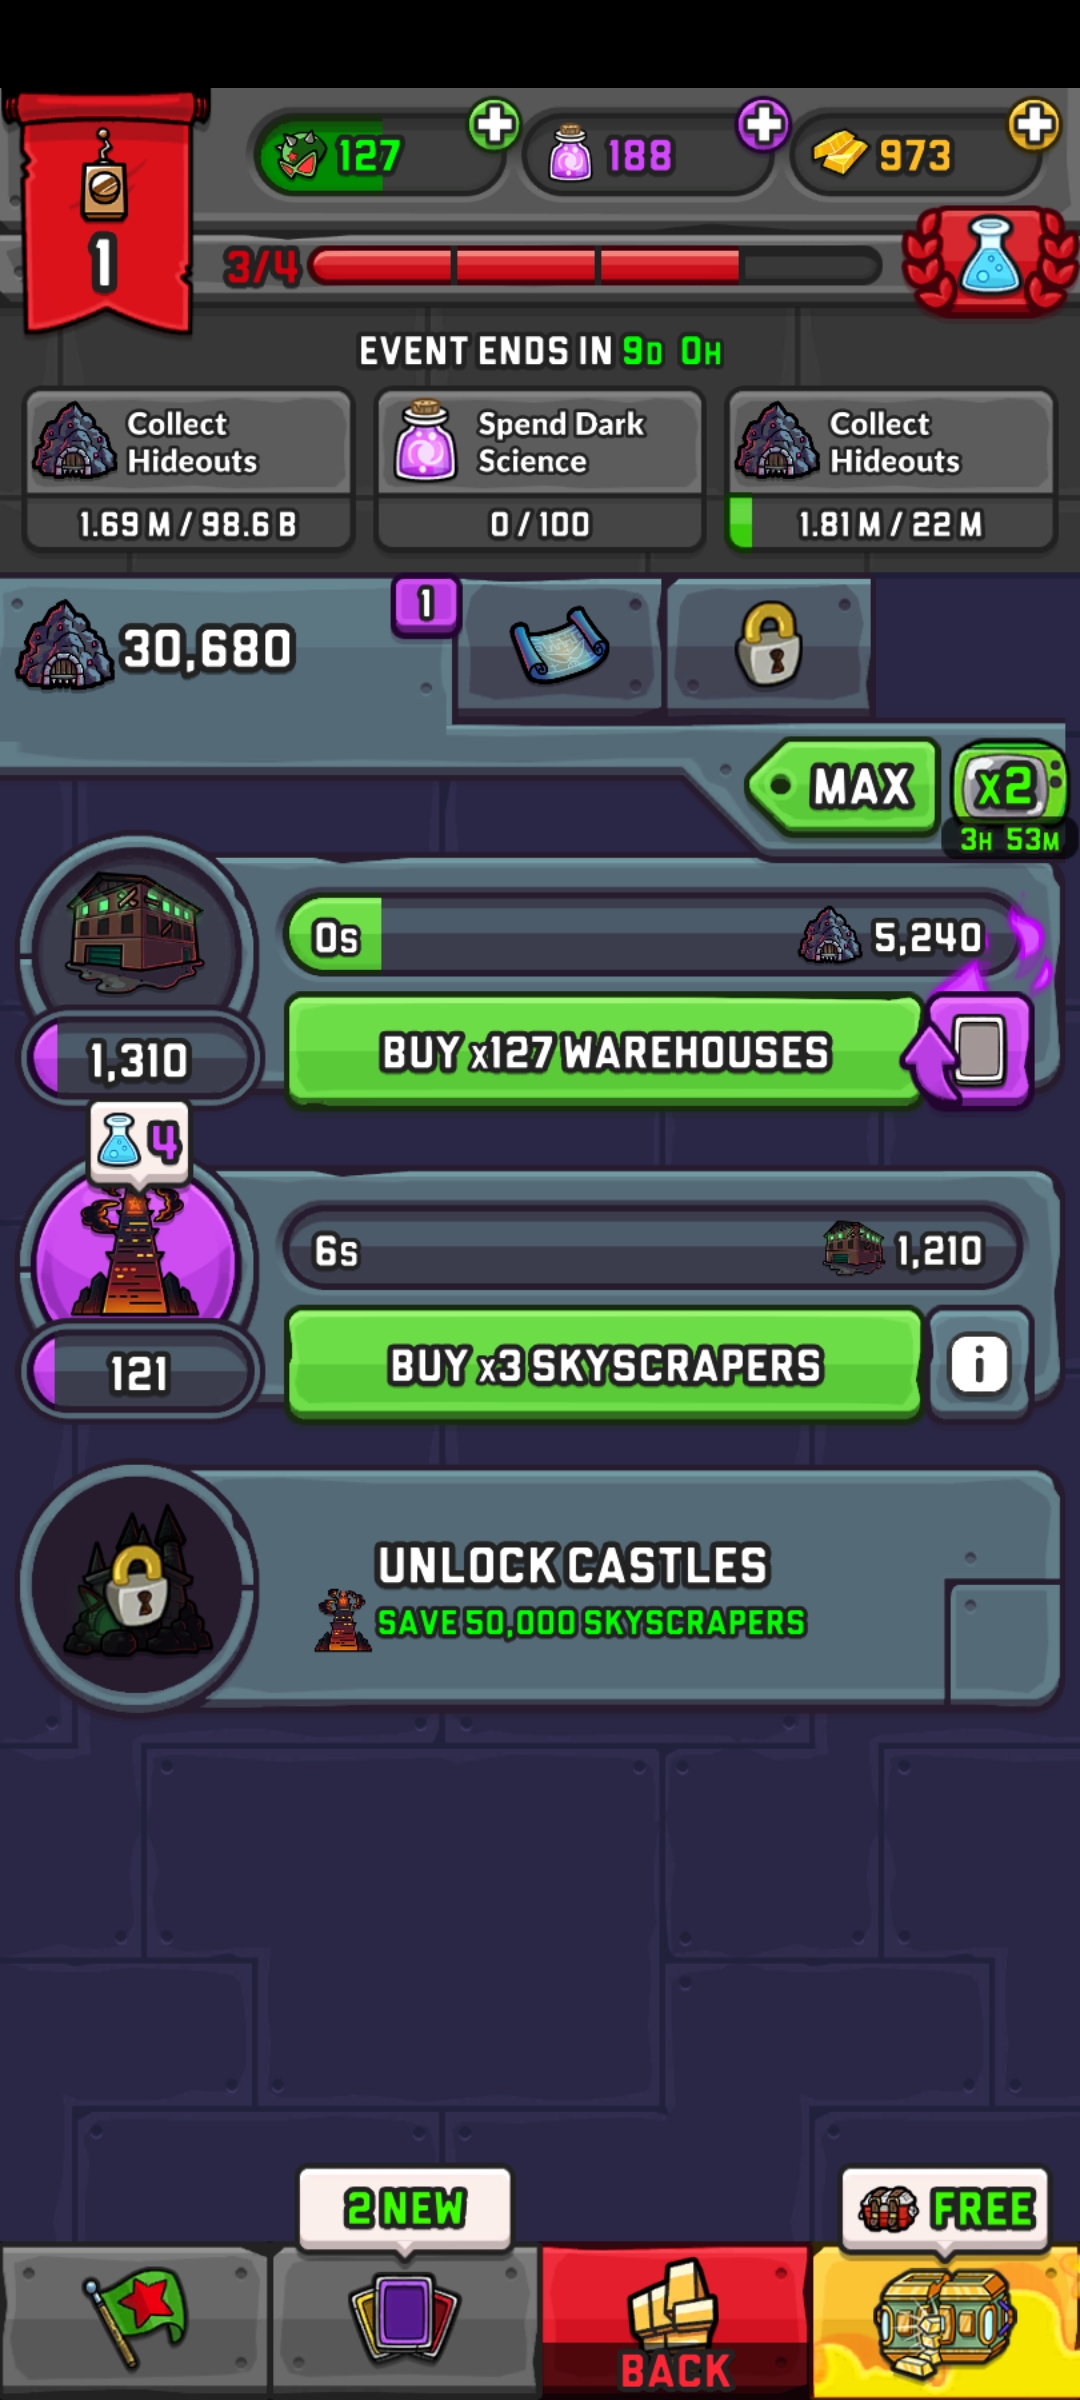 127
188
973
1
3/4
EVENT ENDS IN 9D 0H
Collect
Hideouts
1.69 M / 98.6 B
Spend Dark
Science
0 / 100
Collect
Hideouts
1.81 M / 22 M
30,680
1
MAX
x2
3H 53M
0s
5,240
1,310
BUY x127 WAREHOUSES
4
6s
1,210
121
BUY x3 SKYSCRAPERS
i
UNLOCK CASTLES
SAVE 50,000 SKYSCRAPERS
2 NEW
FREE
BACK